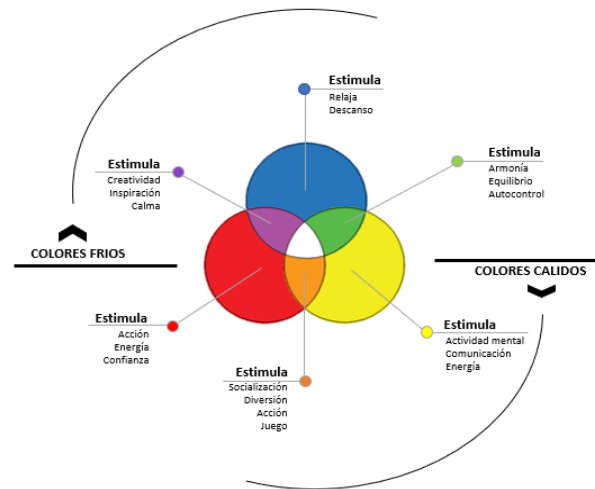 Estimula
Relaja
Descanso
Estimula
Creatividad
Inspiración
Calma
Estimula
Armonía
Equilibrio
Autocontrol
COLORES FRIOS
COLORES CALIDOS
Estimula
Acción
Energía
Confianza
Estimula
Actividad mental
Comunicación
Energía
Estimula
Socialización
Diversión
Acción
Juego